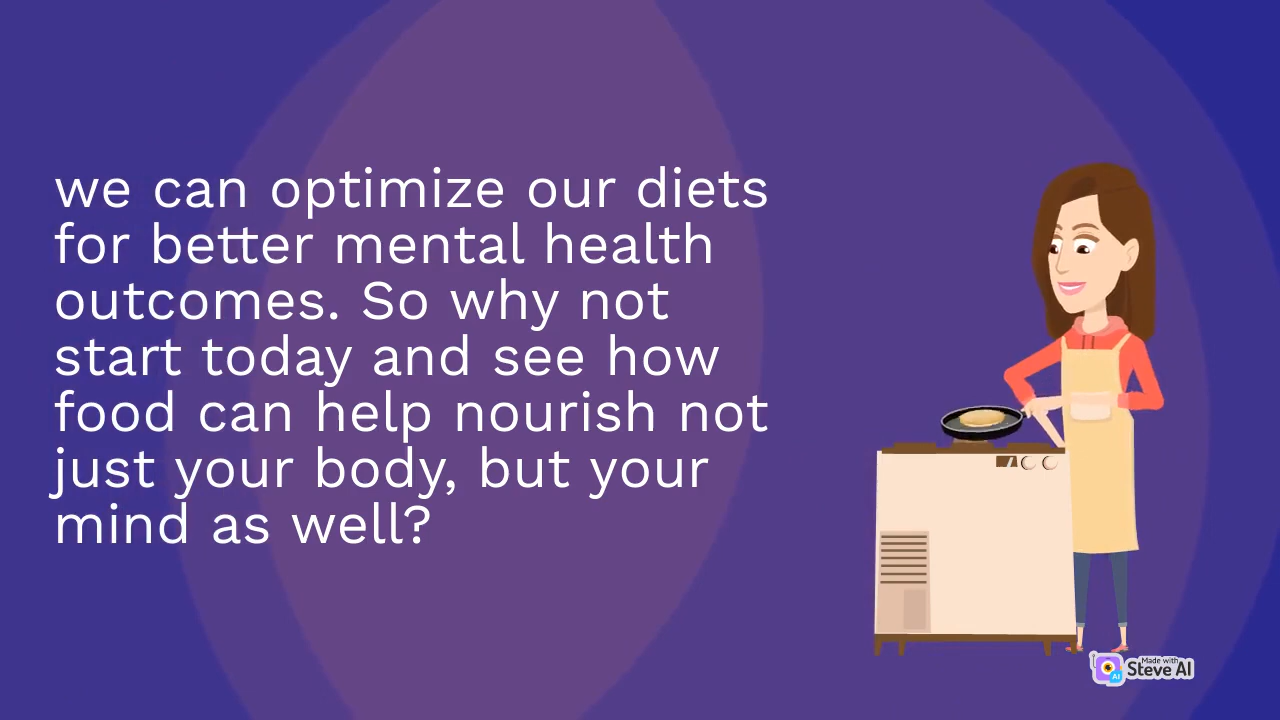 we can optimize our diets
for better mental health
outcomes. So why not
start today and see how
food can help nourish not
just your body, but your
mind as well?
Made with
Steve AI
AI